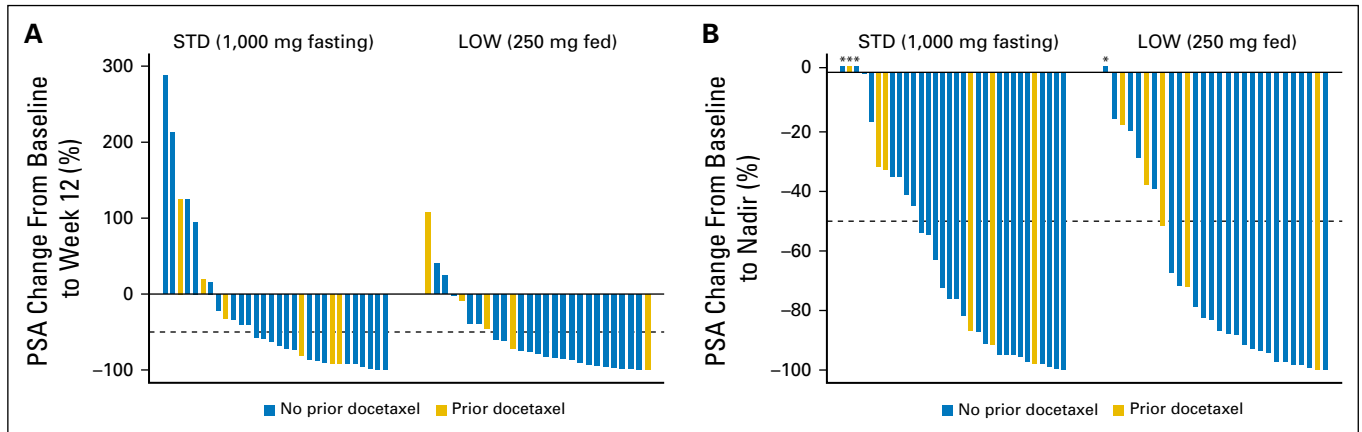 A
STD (1,000 mg fasting)
LOW (250 mg fed)
PSA Change From Baseline
to Week 12 (%)
300
200
100
0
−100
No prior docetaxel
Prior docetaxel
B
STD (1,000 mg fasting)
LOW (250 mg fed)
PSA Change From Baseline
to Nadir (%)
0
−20
−40
−60
−80
−100
***
*
No prior docetaxel
Prior docetaxel